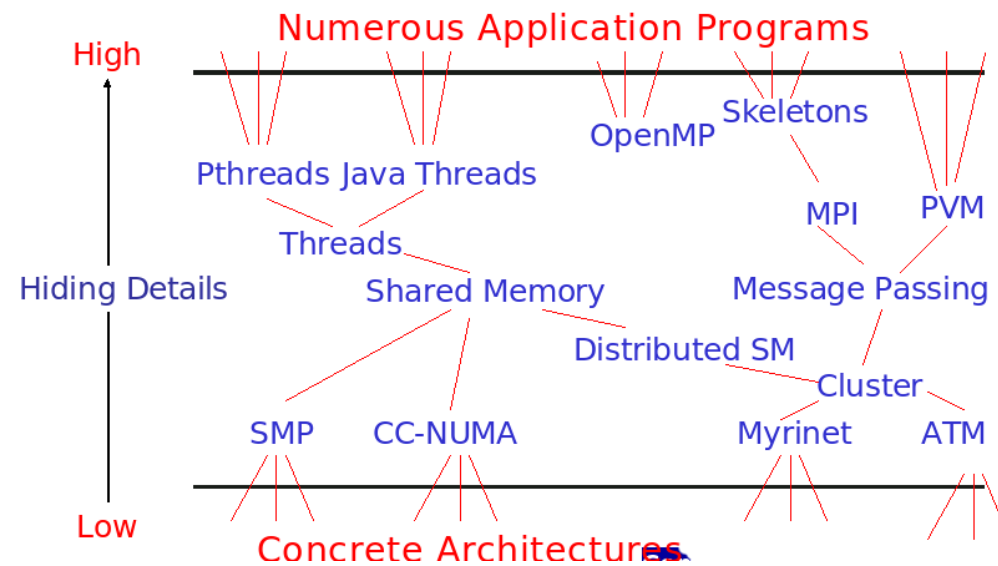 Numerous Application Programs
High
Skeletons
OpenMP
Pthreads Java Threads
MPI
PVM
Threads
Hiding Details
Shared Memory
Message Passing
Distributed SM
Cluster
SMP
CC-NUMA
Myrinet
ATM
Low
Concrete Architectures